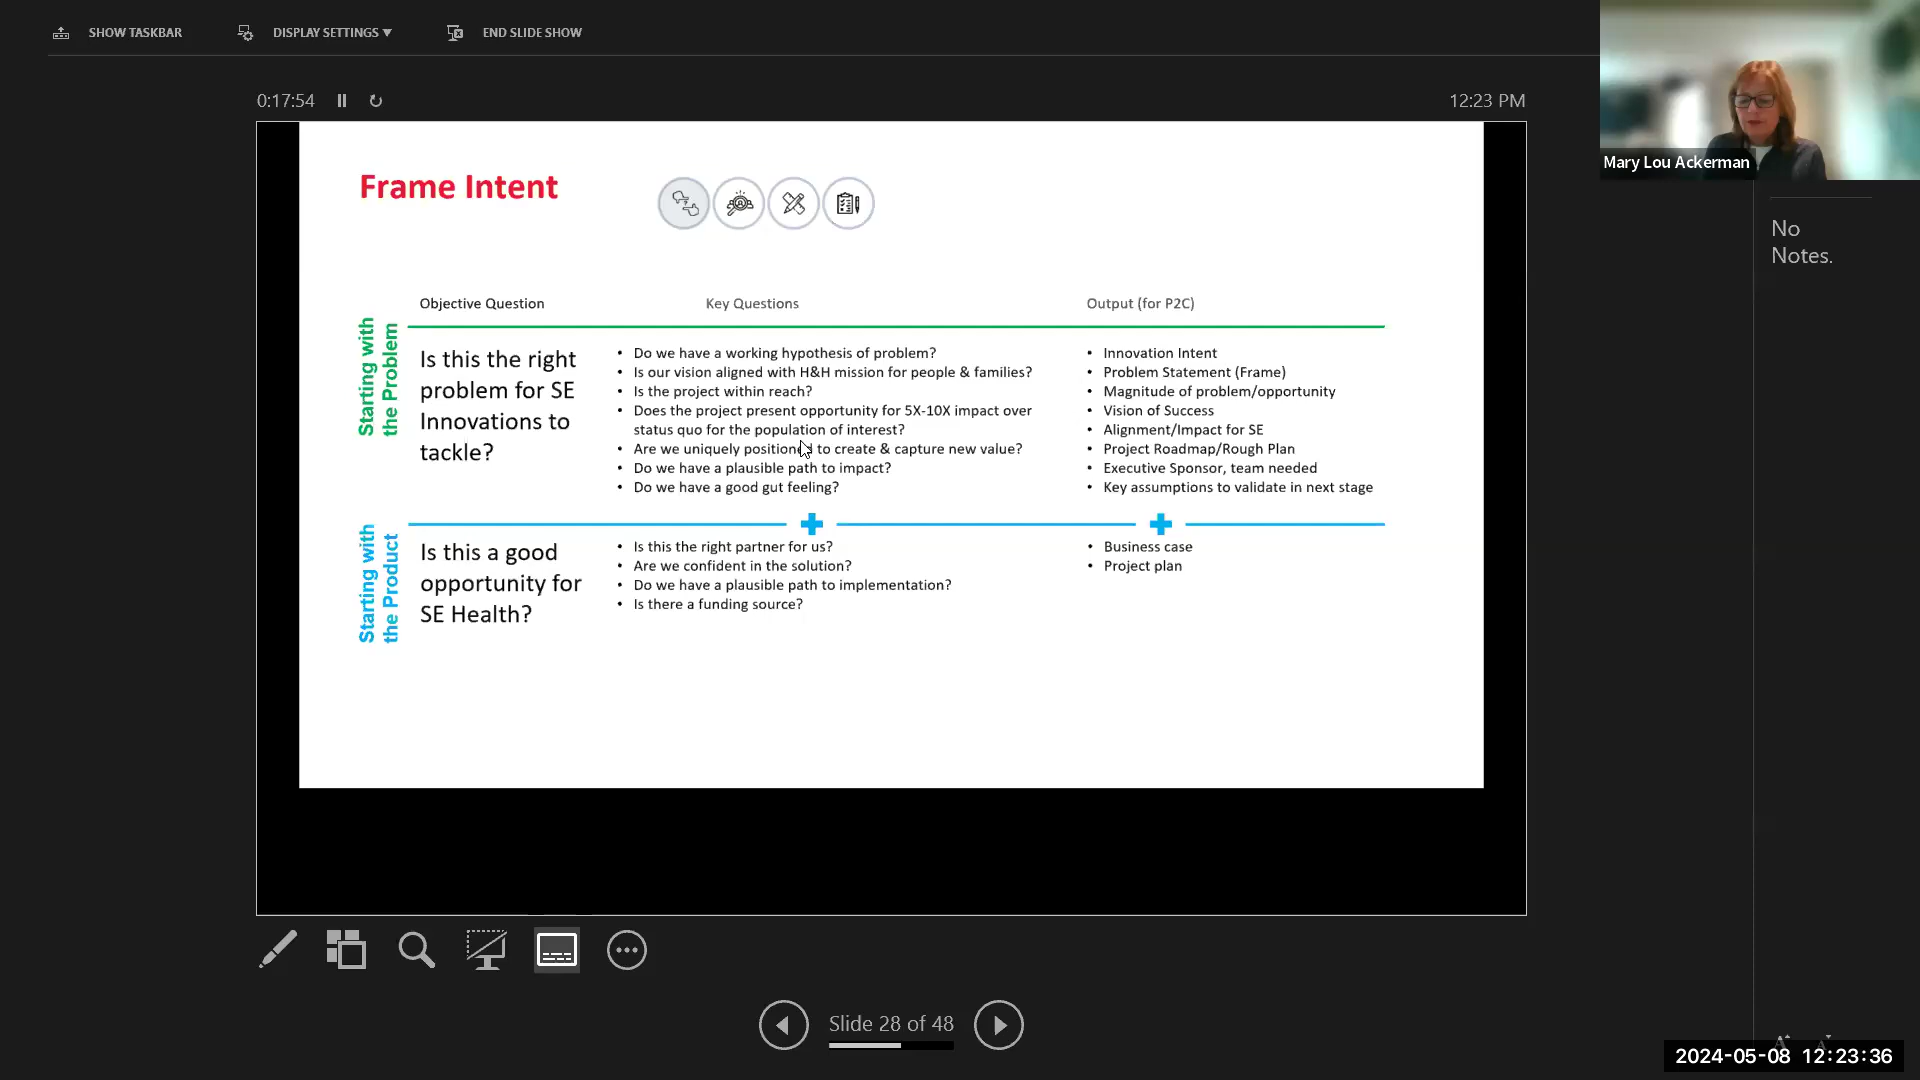 SHOW TASKBAR
DISPLAY SETTINGS ▼
END SLIDE SHOW
Mary Lou Ackerman
0:17:54
12:23 PM
No
Notes.
Frame Intent
Objective Question
Key Questions
Output (for P2C)
Starting with
the Problem
Is this the right
problem for SE
Innovations to
tackle?
• Do we have a working hypothesis of problem?
• Is our vision aligned with H&H mission for people & families?
• Is the project within reach?
• Does the project present opportunity for 5X-10X impact over
status quo for the population of interest?
• Are we uniquely positioned to create & capture new value?
• Do we have a plausible path to impact?
• Do we have a good gut feeling?
• Innovation Intent
• Problem Statement (Frame)
• Magnitude of problem/opportunity
• Vision of Success
• Alignment/Impact for SE
• Project Roadmap/Rough Plan
• Executive Sponsor, team needed
• Key assumptions to validate in next stage
Starting with
the Product
Is this a good
opportunity for
SE Health?
• Is this the right partner for us?
• Are we confident in the solution?
• Do we have a plausible path to implementation?
• Is there a funding source?
• Business case
• Project plan
Slide 28 of 48
2024-05-08 12:23:36